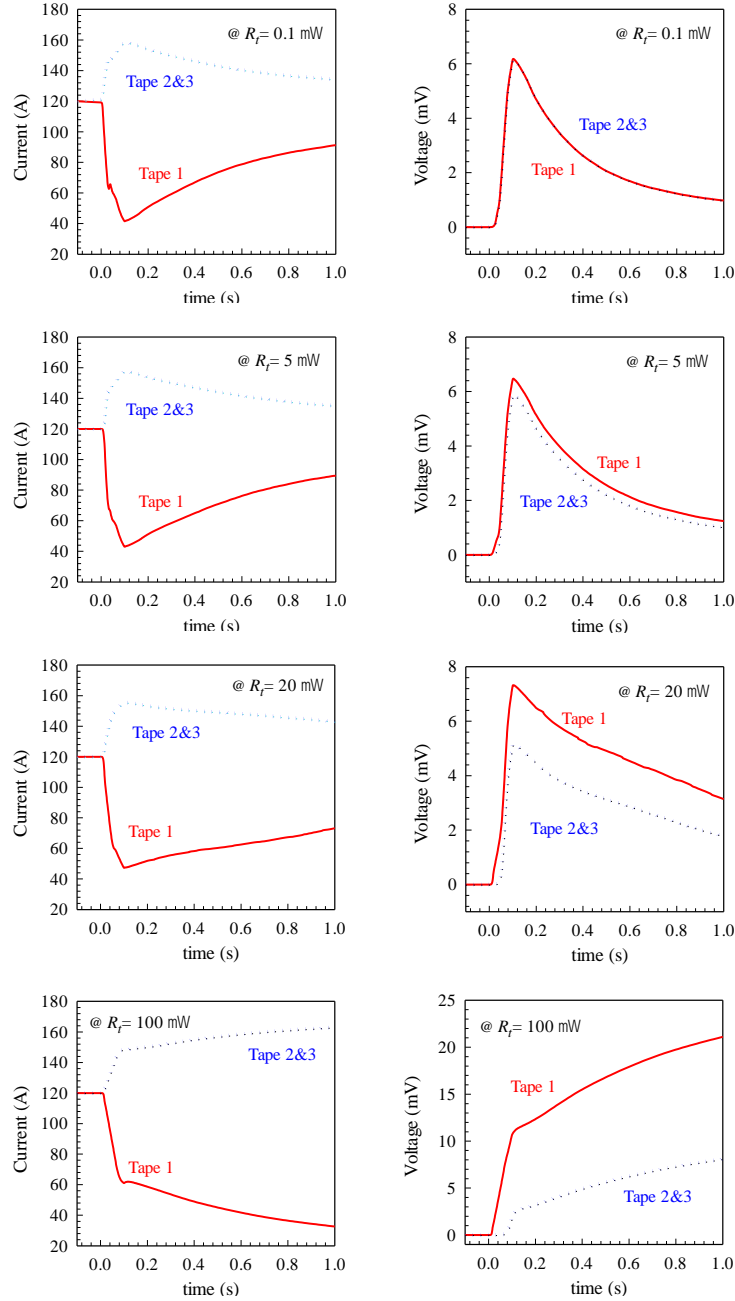 @ Rt= 0.1 mW
Current (A)
180
160
140
120
100
80
60
40
20
Tape 2&3
Tape 1
0.0 0.2 0.4 0.6 0.8 1.0
time (s)
@ Rt= 0.1 mW
Voltage (mV)
8
6
4
2
0
Tape 2&3
Tape 1
0.0 0.2 0.4 0.6 0.8 1.0
time (s)
@ Rt= 5 mW
Current (A)
180
160
140
120
100
80
60
40
20
Tape 2&3
Tape 1
0.0 0.2 0.4 0.6 0.8 1.0
time (s)
@ Rt= 5 mW
Voltage (mV)
8
6
4
2
0
Tape 1
Tape 2&3
0.0 0.2 0.4 0.6 0.8 1.0
time (s)
@ Rt= 20 mW
Current (A)
180
160
140
120
100
80
60
40
20
Tape 2&3
Tape 1
0.0 0.2 0.4 0.6 0.8 1.0
time (s)
@ Rt= 20 mW
Voltage (mV)
8
6
4
2
0
Tape 1
Tape 2&3
0.0 0.2 0.4 0.6 0.8 1.0
time (s)
@ Rt= 100 mW
Current (A)
180
160
140
120
100
80
60
40
20
Tape 2&3
Tape 1
0.0 0.2 0.4 0.6 0.8 1.0
time (s)
@ Rt= 100 mW
Voltage (mV)
25
20
15
10
5
0
Tape 1
Tape 2&3
0.0 0.2 0.4 0.6 0.8 1.0
time (s)